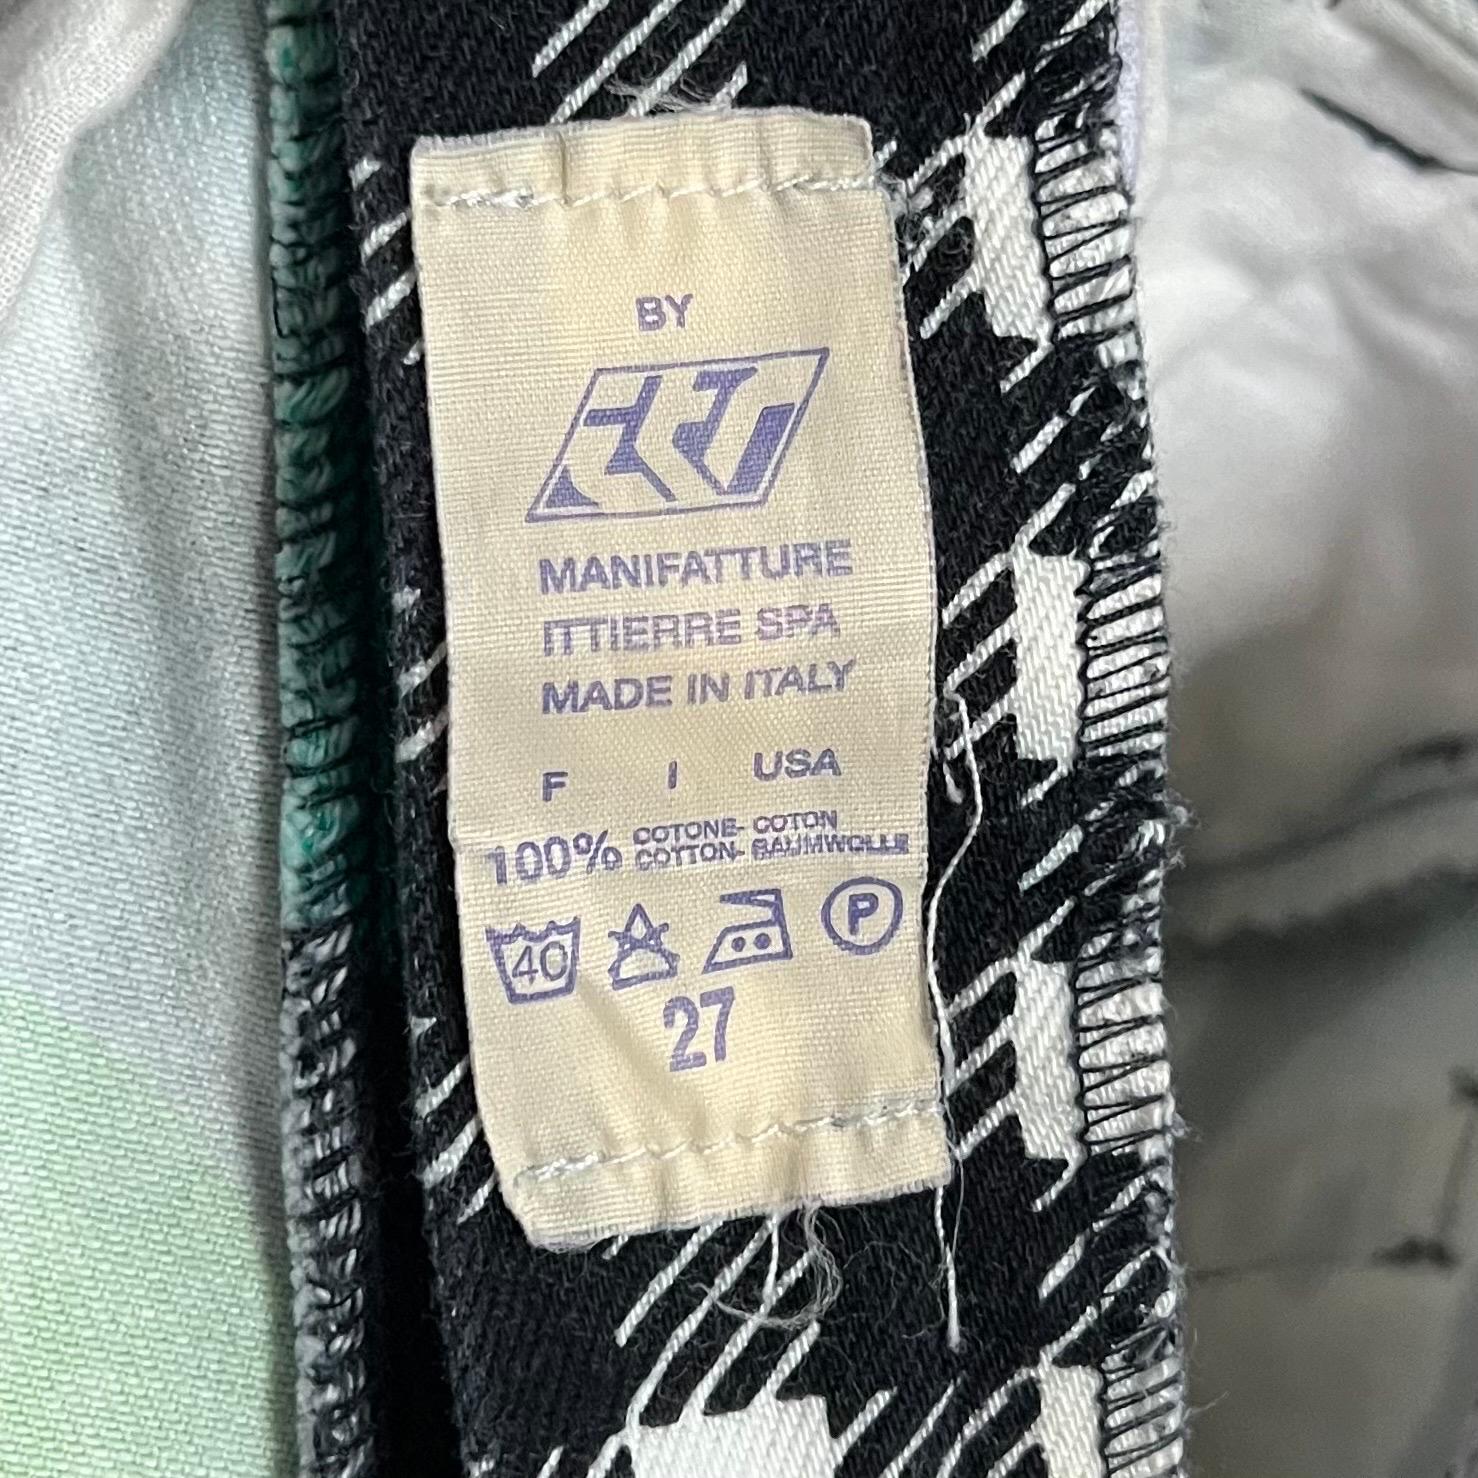 BY
MANIFATTURE
ITTIERRE SPA
MADE IN ITALY
F I USA
100% COTONE- COTON
COTTON- BAUMWOLLE
40 P
27